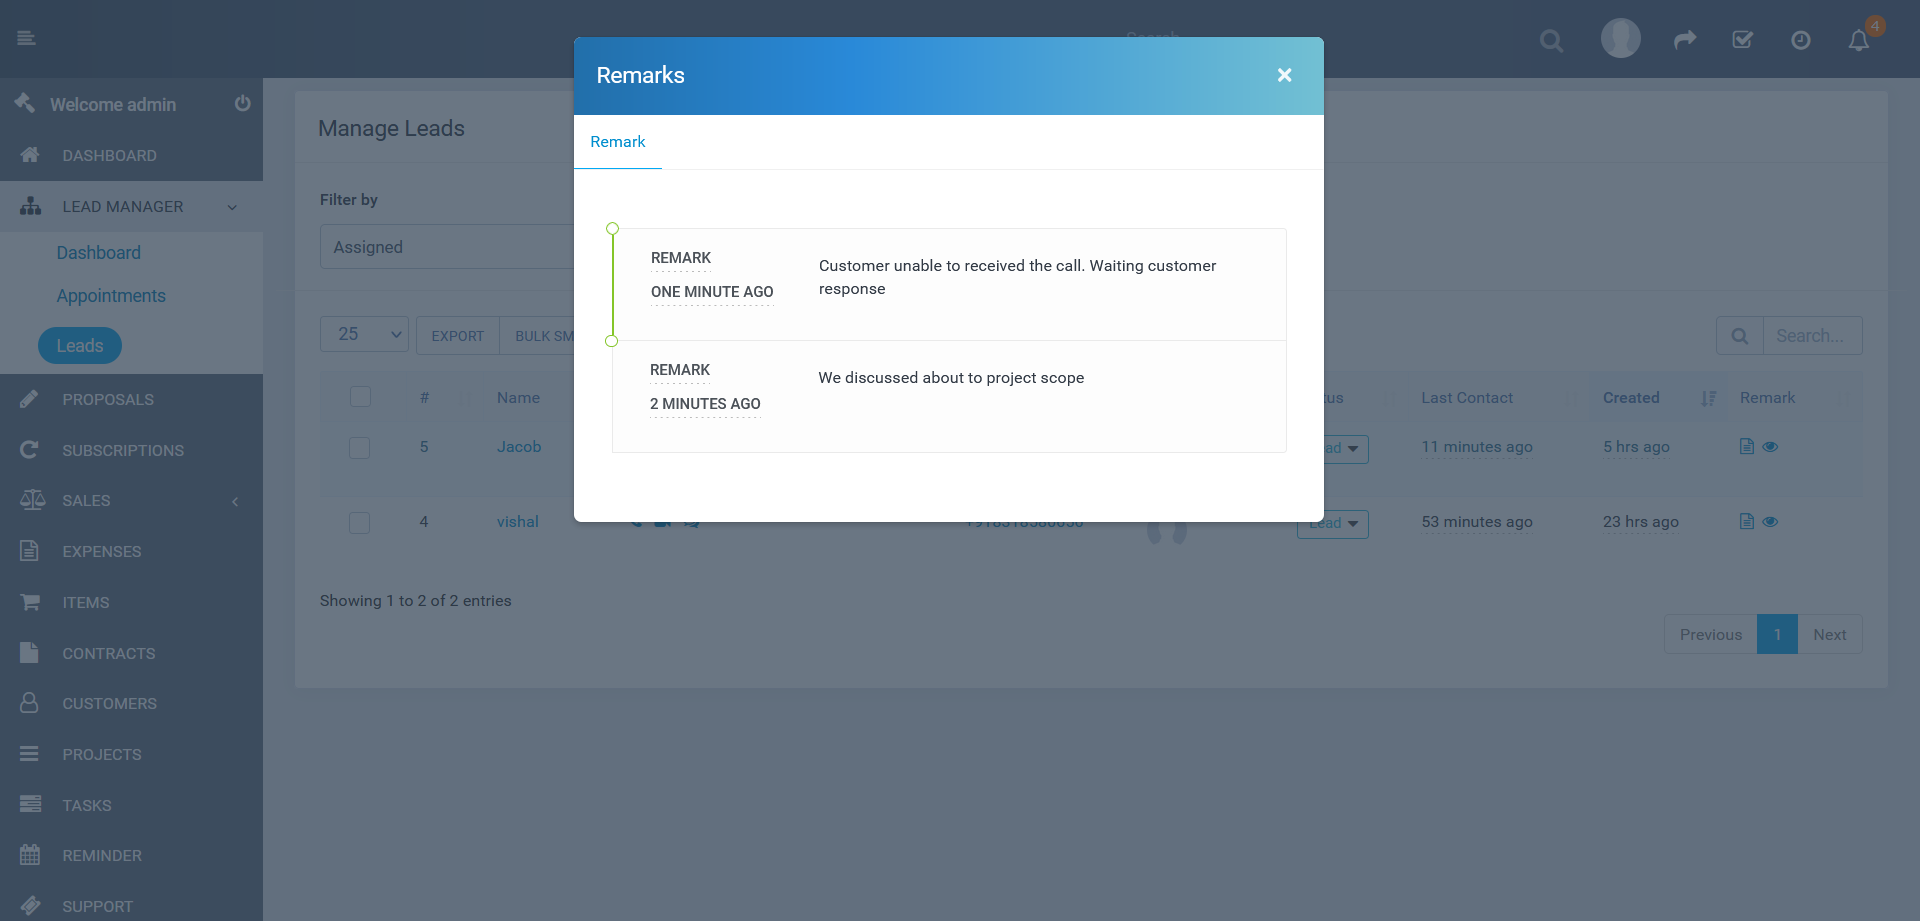 Search
4
Welcome admin
DASHBOARD
LEAD MANAGER
Dashboard
Appointments
Leads
PROPOSALS
SUBSCRIPTIONS
SALES
EXPENSES
ITEMS
CONTRACTS
CUSTOMERS
PROJECTS
TASKS
REMINDER
SUPPORT
Manage Leads
Filter by
Assigned
25 EXPORT BULK SM
Search...
# Name tus Last Contact Created Remark
5 Jacob ad 11 minutes ago 5 hrs ago
4 vishal Lead 53 minutes ago 23 hrs ago
Showing 1 to 2 of 2 entries
Previous 1 Next
Remarks
Remark
REMARK
ONE MINUTE AGO
Customer unable to received the call. Waiting customer
response
REMARK
2 MINUTES AGO
We discussed about to project scope